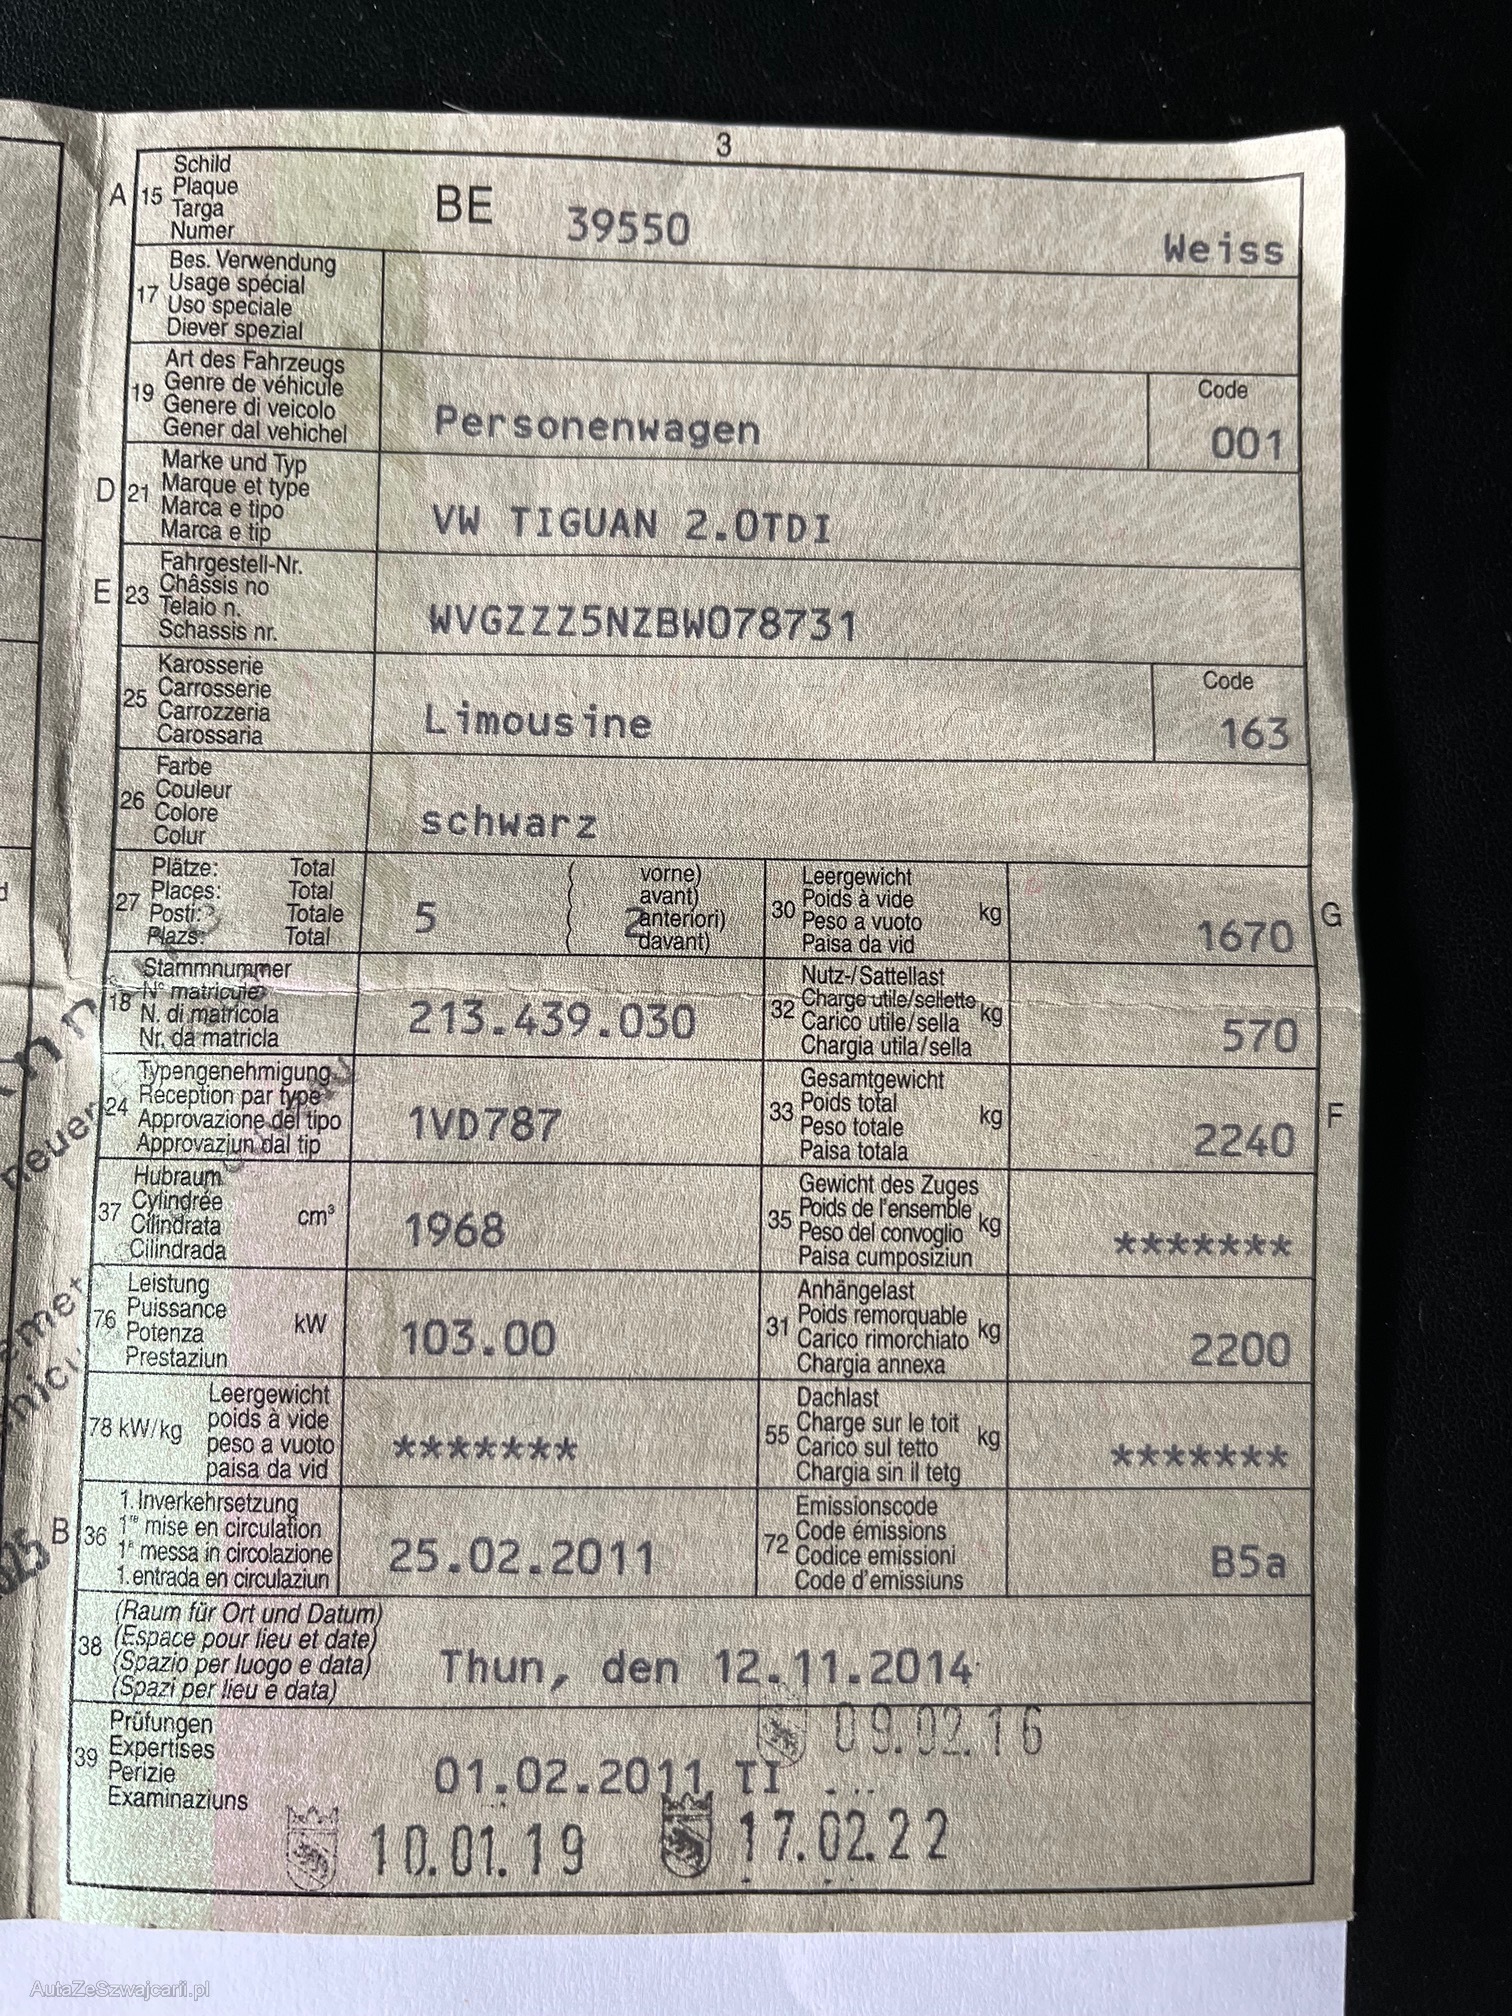 3
A 15 Schild
Plaque
Targa
Numer
BE 39550 Weiss
17 Bes. Verwendung
Usage spécial
Uso speciale
Diever spezial
19 Art des Fahrzeugs
Genre de véhicule
Genere di veicolo
Gener dal vehichel
Personenwagen
Code
001
D 21 Marke und Typ
Marque et type
Marca e tipo
Marca e tip
VW TIGUAN 2.0TDI
E 23 Fahrgestell-Nr.
Châssis no
Telaio n.
Schassis nr.
WVGZZZ5NZBW078731
25 Karosserie
Carrosserie
Carrozzeria
Carossaria
Limousine
Code
163
26 Farbe
Couleur
Colore
Colur
schwarz
27 Plätze: Total
Places: Total
Posti: Totale
Plazs: Total
5
( vorne)
avant)
( 2 anteriori)
( davant)
30 Leergewicht
Poids à vide
Peso a vuoto
Paisa da vid
kg
1670
G
18 Stammnummer
N° matricule
N. di matricola
Nr. da matricla
213.439.030
32 Nutz-/Sattellast
Charge utile/sellette
Carico utile/sella
Chargia utila/sella
kg
570
24 Typengenehmigung
Réception par type
Approvazione del tipo
Approvaziun dal tip
1VD787
33 Gesamtgewicht
Poids total
Peso totale
Paisa totala
kg
2240
F
37 Hubraum
Cylindrée
Cilindrata
Cilindrada
cm³
1968
35 Gewicht des Zuges
Poids de l'ensemble
Peso del convoglio
Paisa cumposiziun
kg
*******
76 Leistung
Puissance
Potenza
Prestaziun
kW
103.00
31 Anhängelast
Poids remorquable
Carico rimorchiato
Chargia annexa
kg
2200
78 kW/kg
Leergewicht
poids à vide
peso a vuoto
paisa da vid
*******
55 Dachlast
Charge sur le toit
Carico sul tetto
Chargia sin il tetg
kg
*******
B 36 1. Inverkehrsetzung
1re mise en circulation
1a messa in circolazione
1. entrada en circulaziun
25.02.2011
72 Emissionscode
Code émissions
Codice emissioni
Code d'emissiuns
B5a
38 (Raum für Ort und Datum)
(Espace pour lieu et date)
(Spazio per luogo e data)
(Spazi per lieu e data)
Thun, den 12.11.2014
39 Prüfungen
Expertises
Perizie
Examinaziuns
09.02.16
01.02.2011 TI
10.01.19
17.02.22
AutaZeSzwajcarii.pl